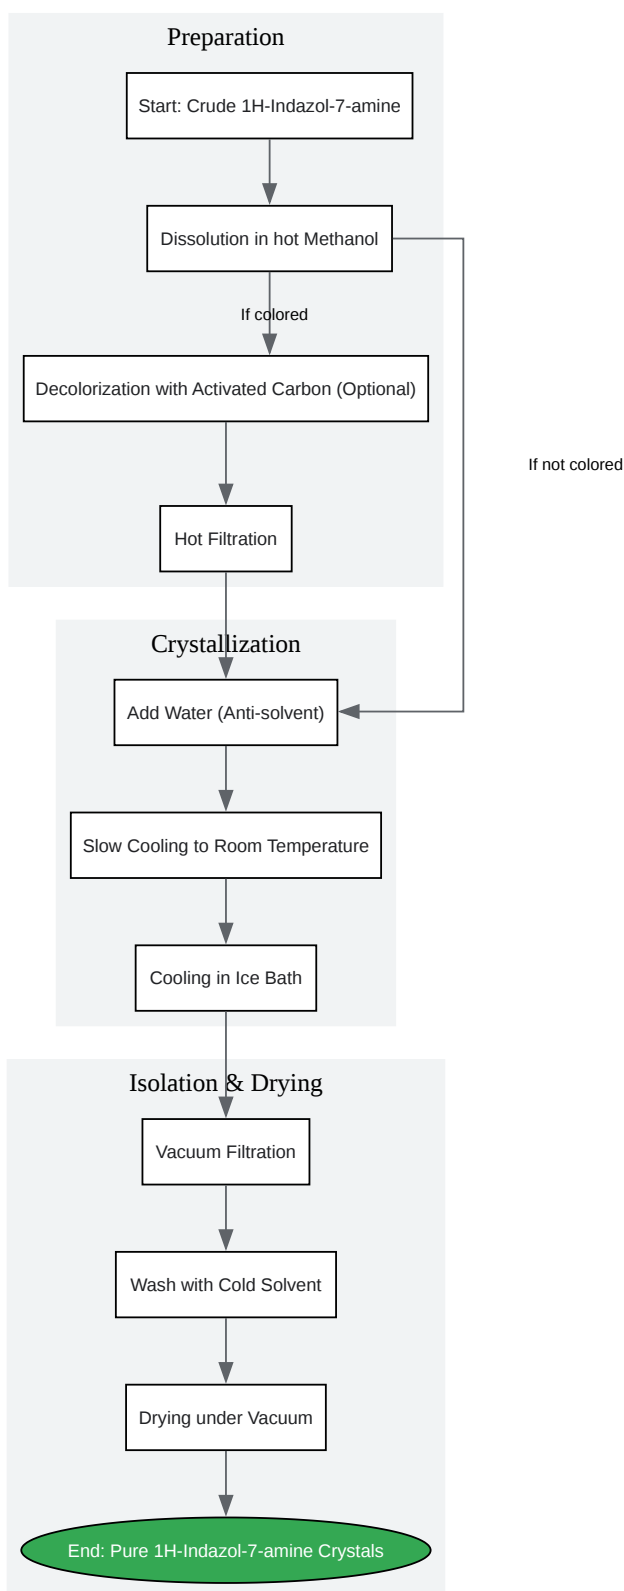 Preparation
Start: Crude 1H-Indazol-7-amine
Dissolution in hot Methanol
If colored
Decolorization with Activated Carbon (Optional)
If not colored
Hot Filtration
Crystallization
Add Water (Anti-solvent)
Slow Cooling to Room Temperature
Cooling in Ice Bath
Isolation & Drying
Vacuum Filtration
Wash with Cold Solvent
Drying under Vacuum
End: Pure 1H-Indazol-7-amine Crystals